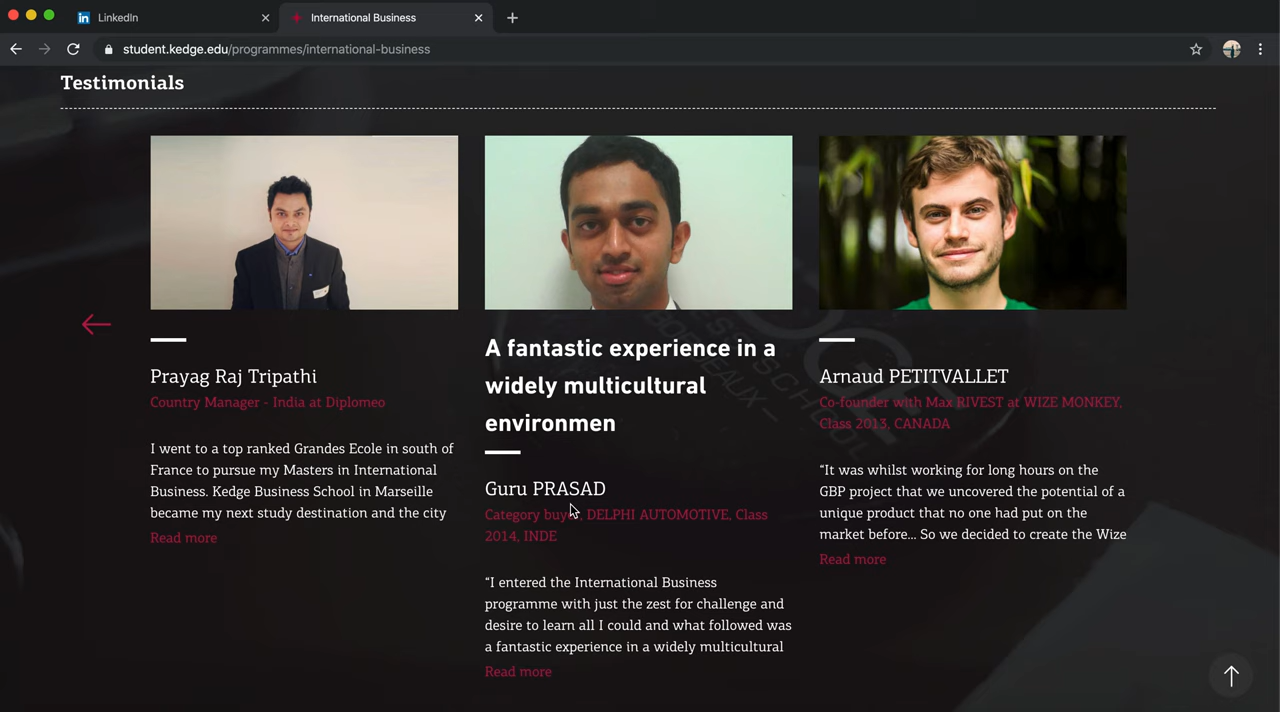 LinkedIn
International Business
student.kedge.edu/programmes/international-business
Testimonials
Prayag Raj Tripathi
Country Manager - India at Diplomeo
I went to a top ranked Grandes Ecole in south of
France to pursue my Masters in International
Business. Kedge Business School in Marseille
became my next study destination and the city
Read more
A fantastic experience in a
widely multicultural
environmen
Guru PRASAD
Category buyer, DELPHI AUTOMOTIVE, Class
2014, INDE
“I entered the International Business
programme with just the zest for challenge and
desire to learn all I could and what followed was
a fantastic experience in a widely multicultural
Read more
Arnaud PETITVALLET
Co-founder with Max RIVEST at WIZE MONKEY,
Class 2013, CANADA
“It was whilst working for long hours on the
GBP project that we uncovered the potential of a
unique product that no one had put on the
market before... So we decided to create the Wize
Read more